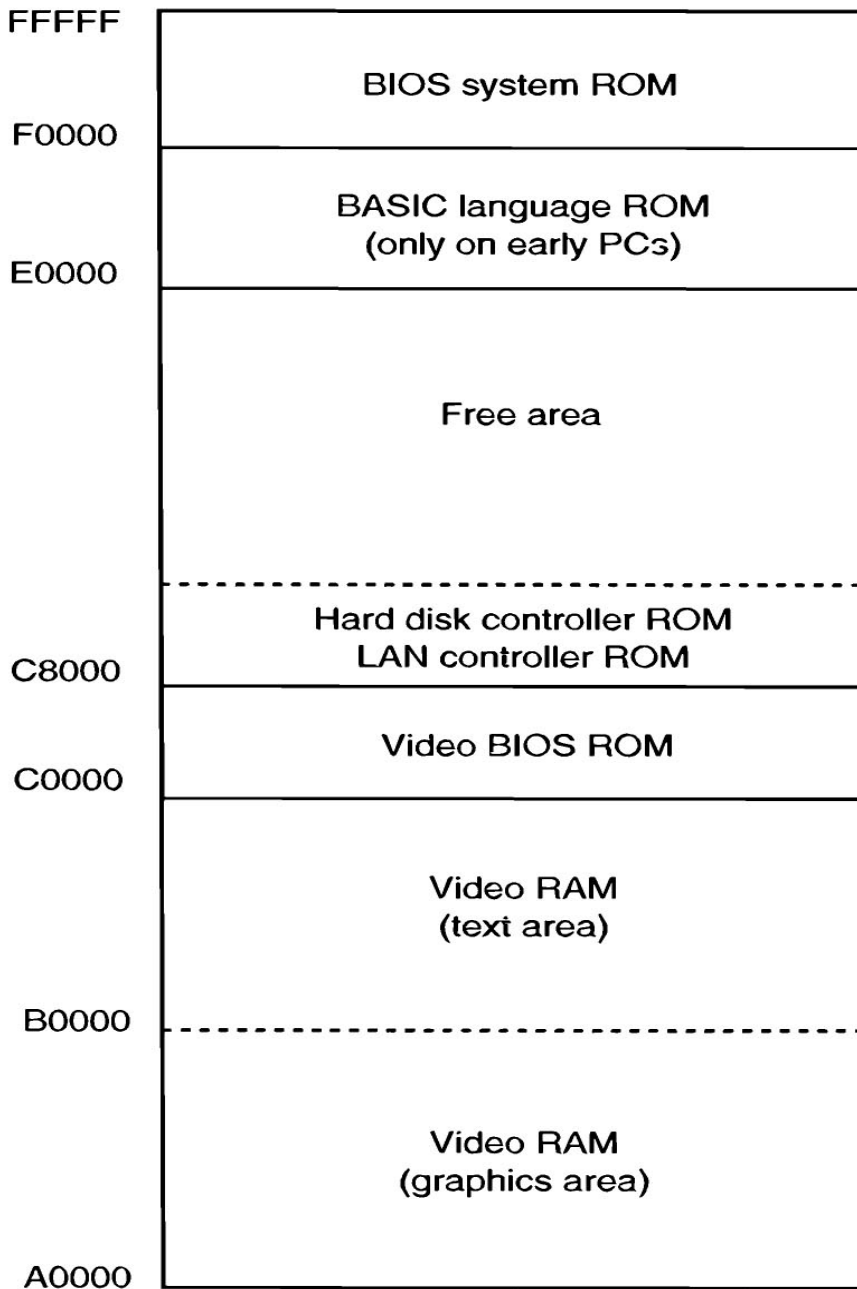 FFFFF
BIOS system ROM
F0000
BASIC language ROM
(only on early PCs)
E0000
Free area
Hard disk controller ROM
LAN controller ROM
C8000
Video BIOS ROM
C0000
Video RAM
(text area)
B0000
Video RAM
(graphics area)
A0000